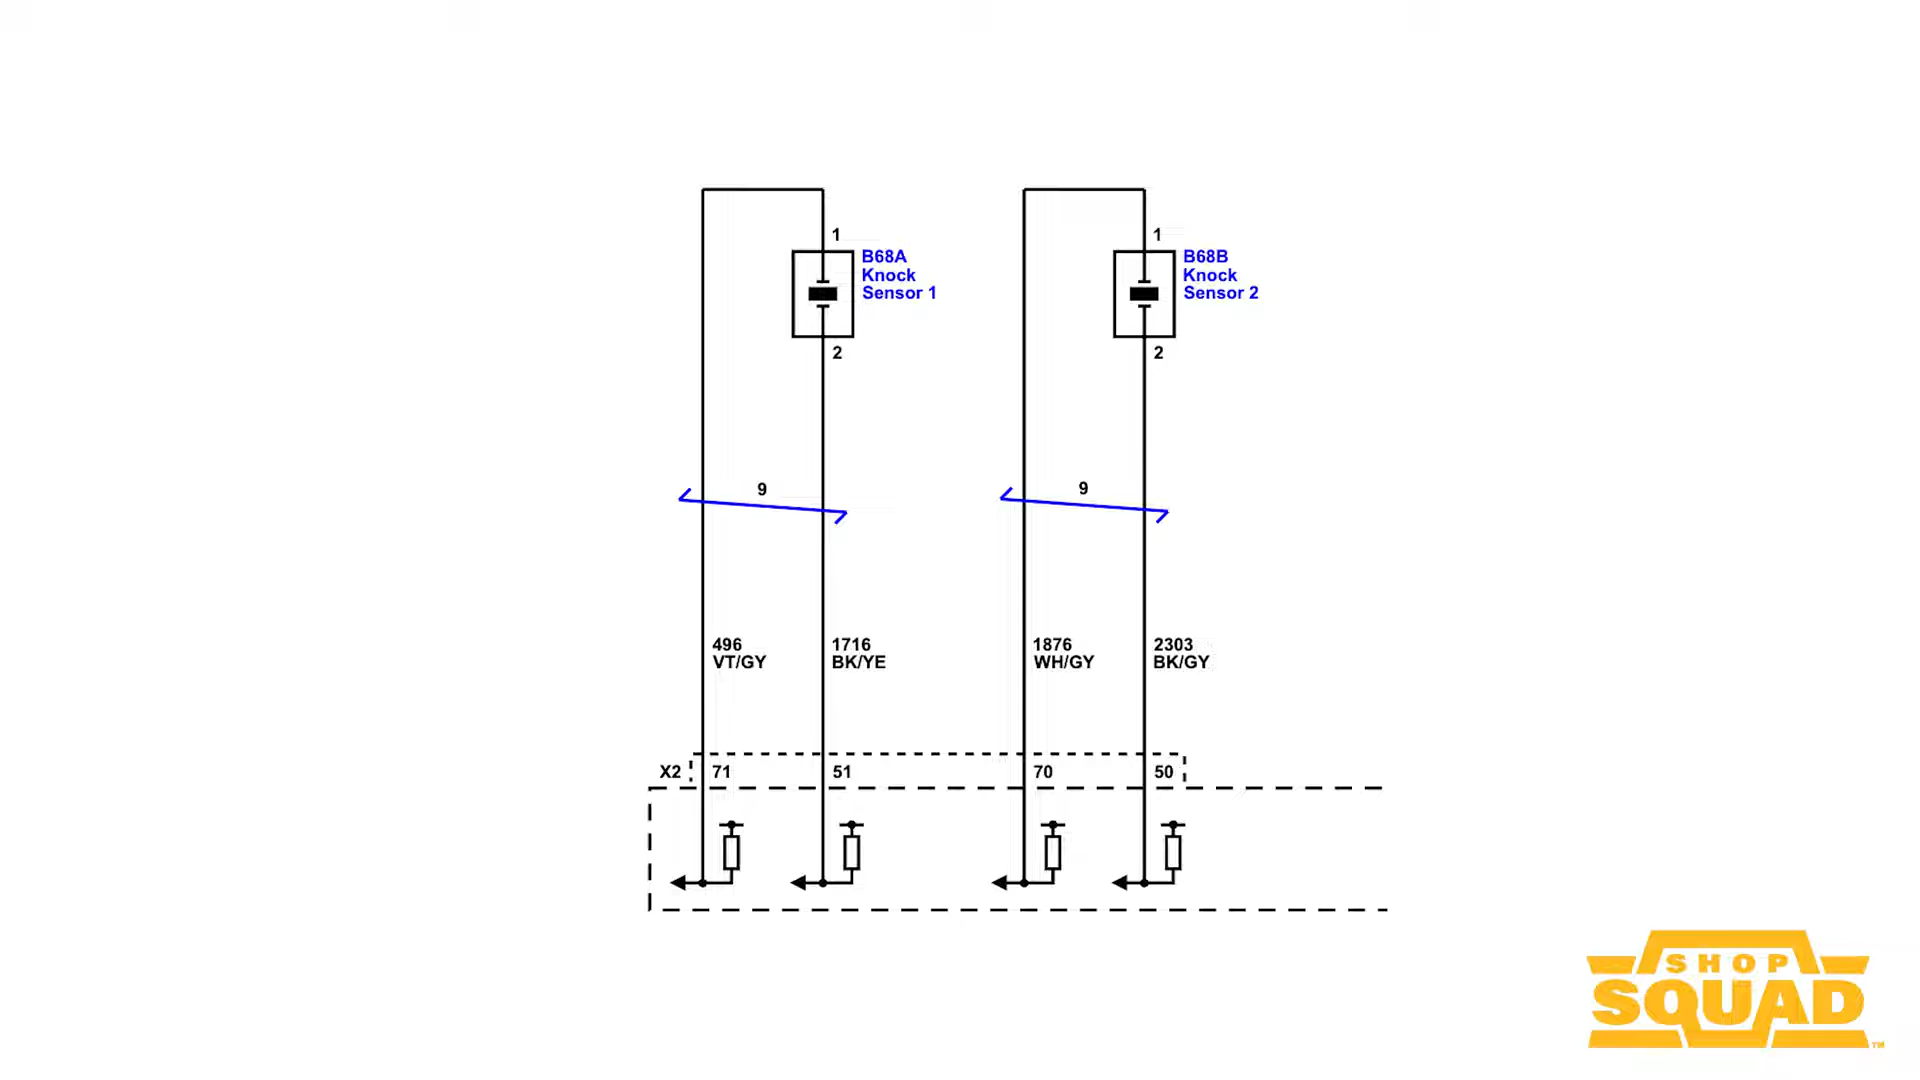 1
B68A
Knock
Sensor 1
2
1
B68B
Knock
Sensor 2
2
9
9
496
VT/GY
1716
BK/YE
1876
WH/GY
2303
BK/GY
X2
71
51
70
50
SHOP
SQUAD
TM